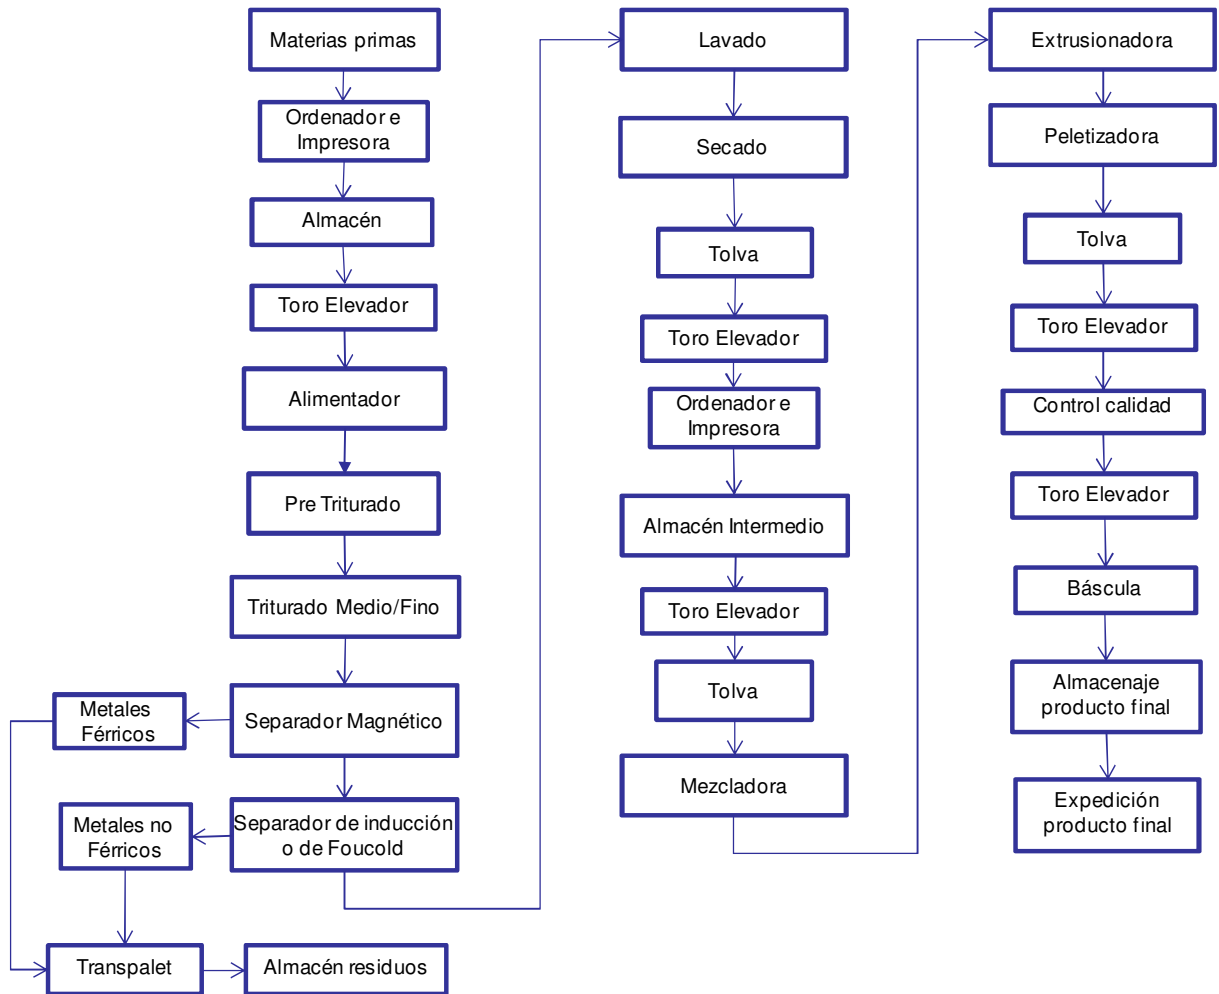 Materias primas
Ordenador e
Impresora
Almacén
Toro Elevador
Alimentador
Pre Triturado
Triturado Medio/Fino
Separador Magnético
Metales
Férricos
Separador de inducción
o de Foucold
Metales no
Férricos
Transpalet
Almacén residuos
Lavado
Secado
Tolva
Toro Elevador
Ordenador e
Impresora
Almacén Intermedio
Toro Elevador
Tolva
Mezcladora
Extrusionadora
Peletizadora
Tolva
Toro Elevador
Control calidad
Toro Elevador
Báscula
Almacenaje
producto final
Expedición
producto final